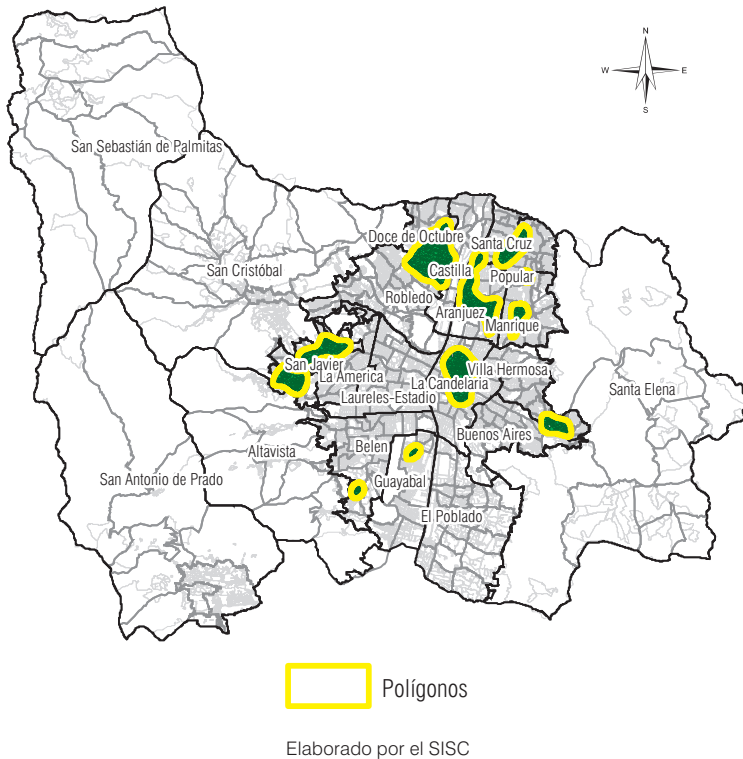 N
W E
S
San Sebastián de Palmitas
Doce de Octubre
Santa Cruz
San Cristóbal
Castilla
Popular
Robledo
Aranjuez
Manrique
San Javier
La America
Villa Hermosa
La Candelaria
Laureles-Estadio
Santa Elena
Buenos Aires
Belen
Altavista
San Antonio de Prado
Guayabal
El Poblado
Polígonos
Elaborado por el SISC